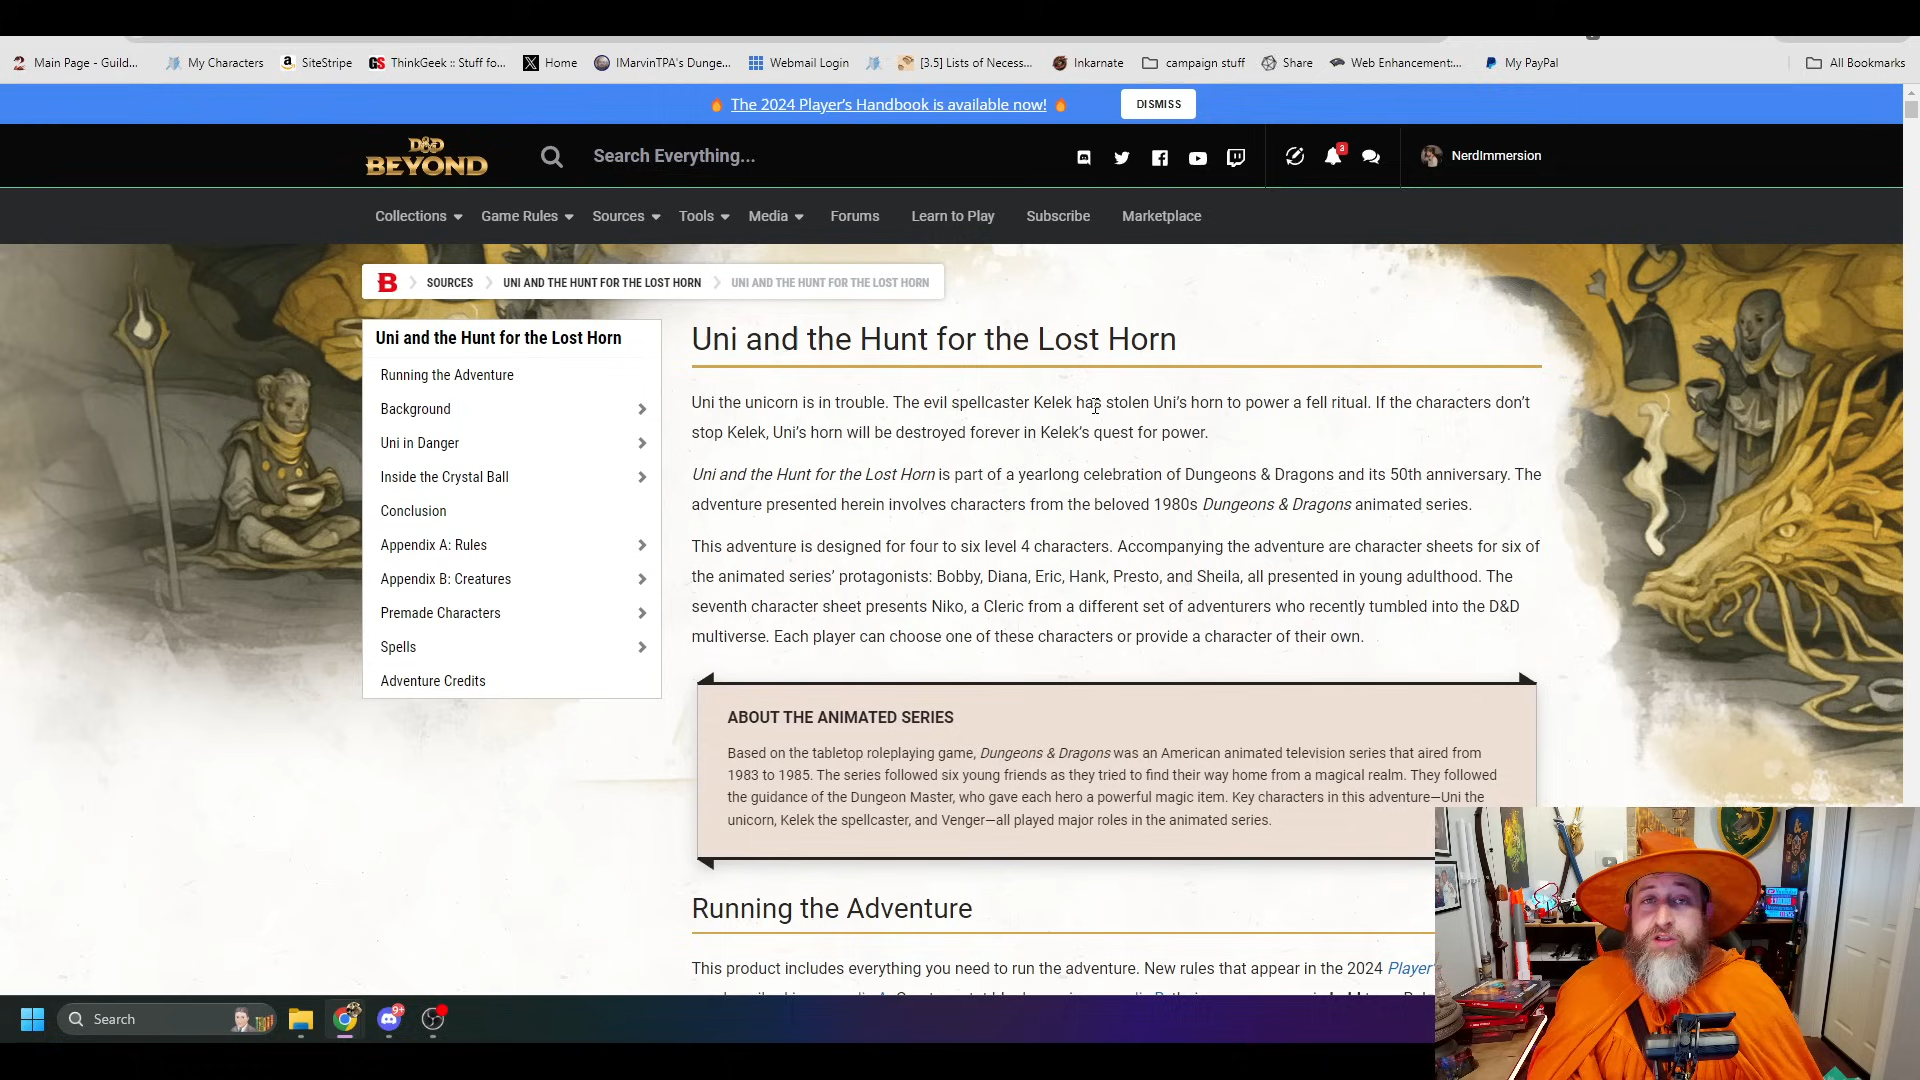 Main Page - Guild...
My Characters
SiteStripe
ThinkGeek :: Stuff fo...
Home
IMarvinTPA's Dunge...
Webmail Login
[3.5] Lists of Necess...
Inkarnate
campaign stuff
Share
Web Enhancement:...
My PayPal
All Bookmarks
The 2024 Player's Handbook is available now!
DISMISS
D&D
BEYOND
Search Everything...
3
NerdImmersion
Collections
Game Rules
Sources
Tools
Media
Forums
Learn to Play
Subscribe
Marketplace
B
SOURCES
UNI AND THE HUNT FOR THE LOST HORN
UNI AND THE HUNT FOR THE LOST HORN
Uni and the Hunt for the Lost Horn
Running the Adventure
Background
Uni in Danger
Inside the Crystal Ball
Conclusion
Appendix A: Rules
Appendix B: Creatures
Premade Characters
Spells
Adventure Credits
Uni and the Hunt for the Lost Horn
Uni the unicorn is in trouble. The evil spellcaster Kelek has stolen Uni's horn to power a fell ritual. If the characters don't
stop Kelek, Uni's horn will be destroyed forever in Kelek's quest for power.
Uni and the Hunt for the Lost Horn is part of a yearlong celebration of Dungeons & Dragons and its 50th anniversary. The
adventure presented herein involves characters from the beloved 1980s Dungeons & Dragons animated series.
This adventure is designed for four to six level 4 characters. Accompanying the adventure are character sheets for six of
the animated series' protagonists: Bobby, Diana, Eric, Hank, Presto, and Sheila, all presented in young adulthood. The
seventh character sheet presents Niko, a Cleric from a different set of adventurers who recently tumbled into the D&D
multiverse. Each player can choose one of these characters or provide a character of their own.
ABOUT THE ANIMATED SERIES
Based on the tabletop roleplaying game, Dungeons & Dragons was an American animated television series that aired from
1983 to 1985. The series followed six young friends as they tried to find their way home from a magical realm. They followed
the guidance of the Dungeon Master, who gave each hero a powerful magic item. Key characters in this adventure—Uni the
unicorn, Kelek the spellcaster, and Venger—all played major roles in the animated series.
Running the Adventure
This product includes everything you need to run the adventure. New rules that appear in the 2024 Player
Search
9+